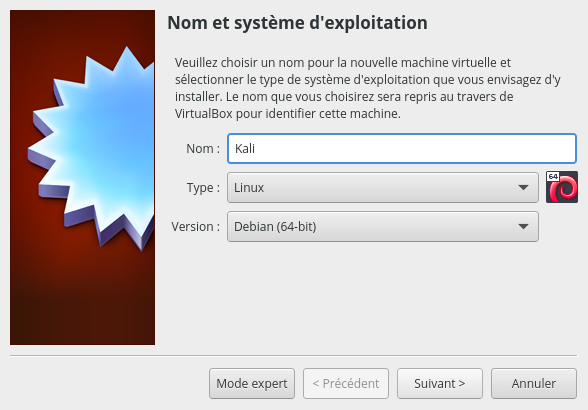 Nom et système d'exploitation
Veuillez choisir un nom pour la nouvelle machine virtuelle et
sélectionner le type de système d'exploitation que vous envisagez d'y
installer. Le nom que vous choisirez sera repris au travers de
VirtualBox pour identifier cette machine.
Nom : Kali
Type : Linux
64
Version : Debian (64-bit)
Mode expert < Précédent Suivant > Annuler